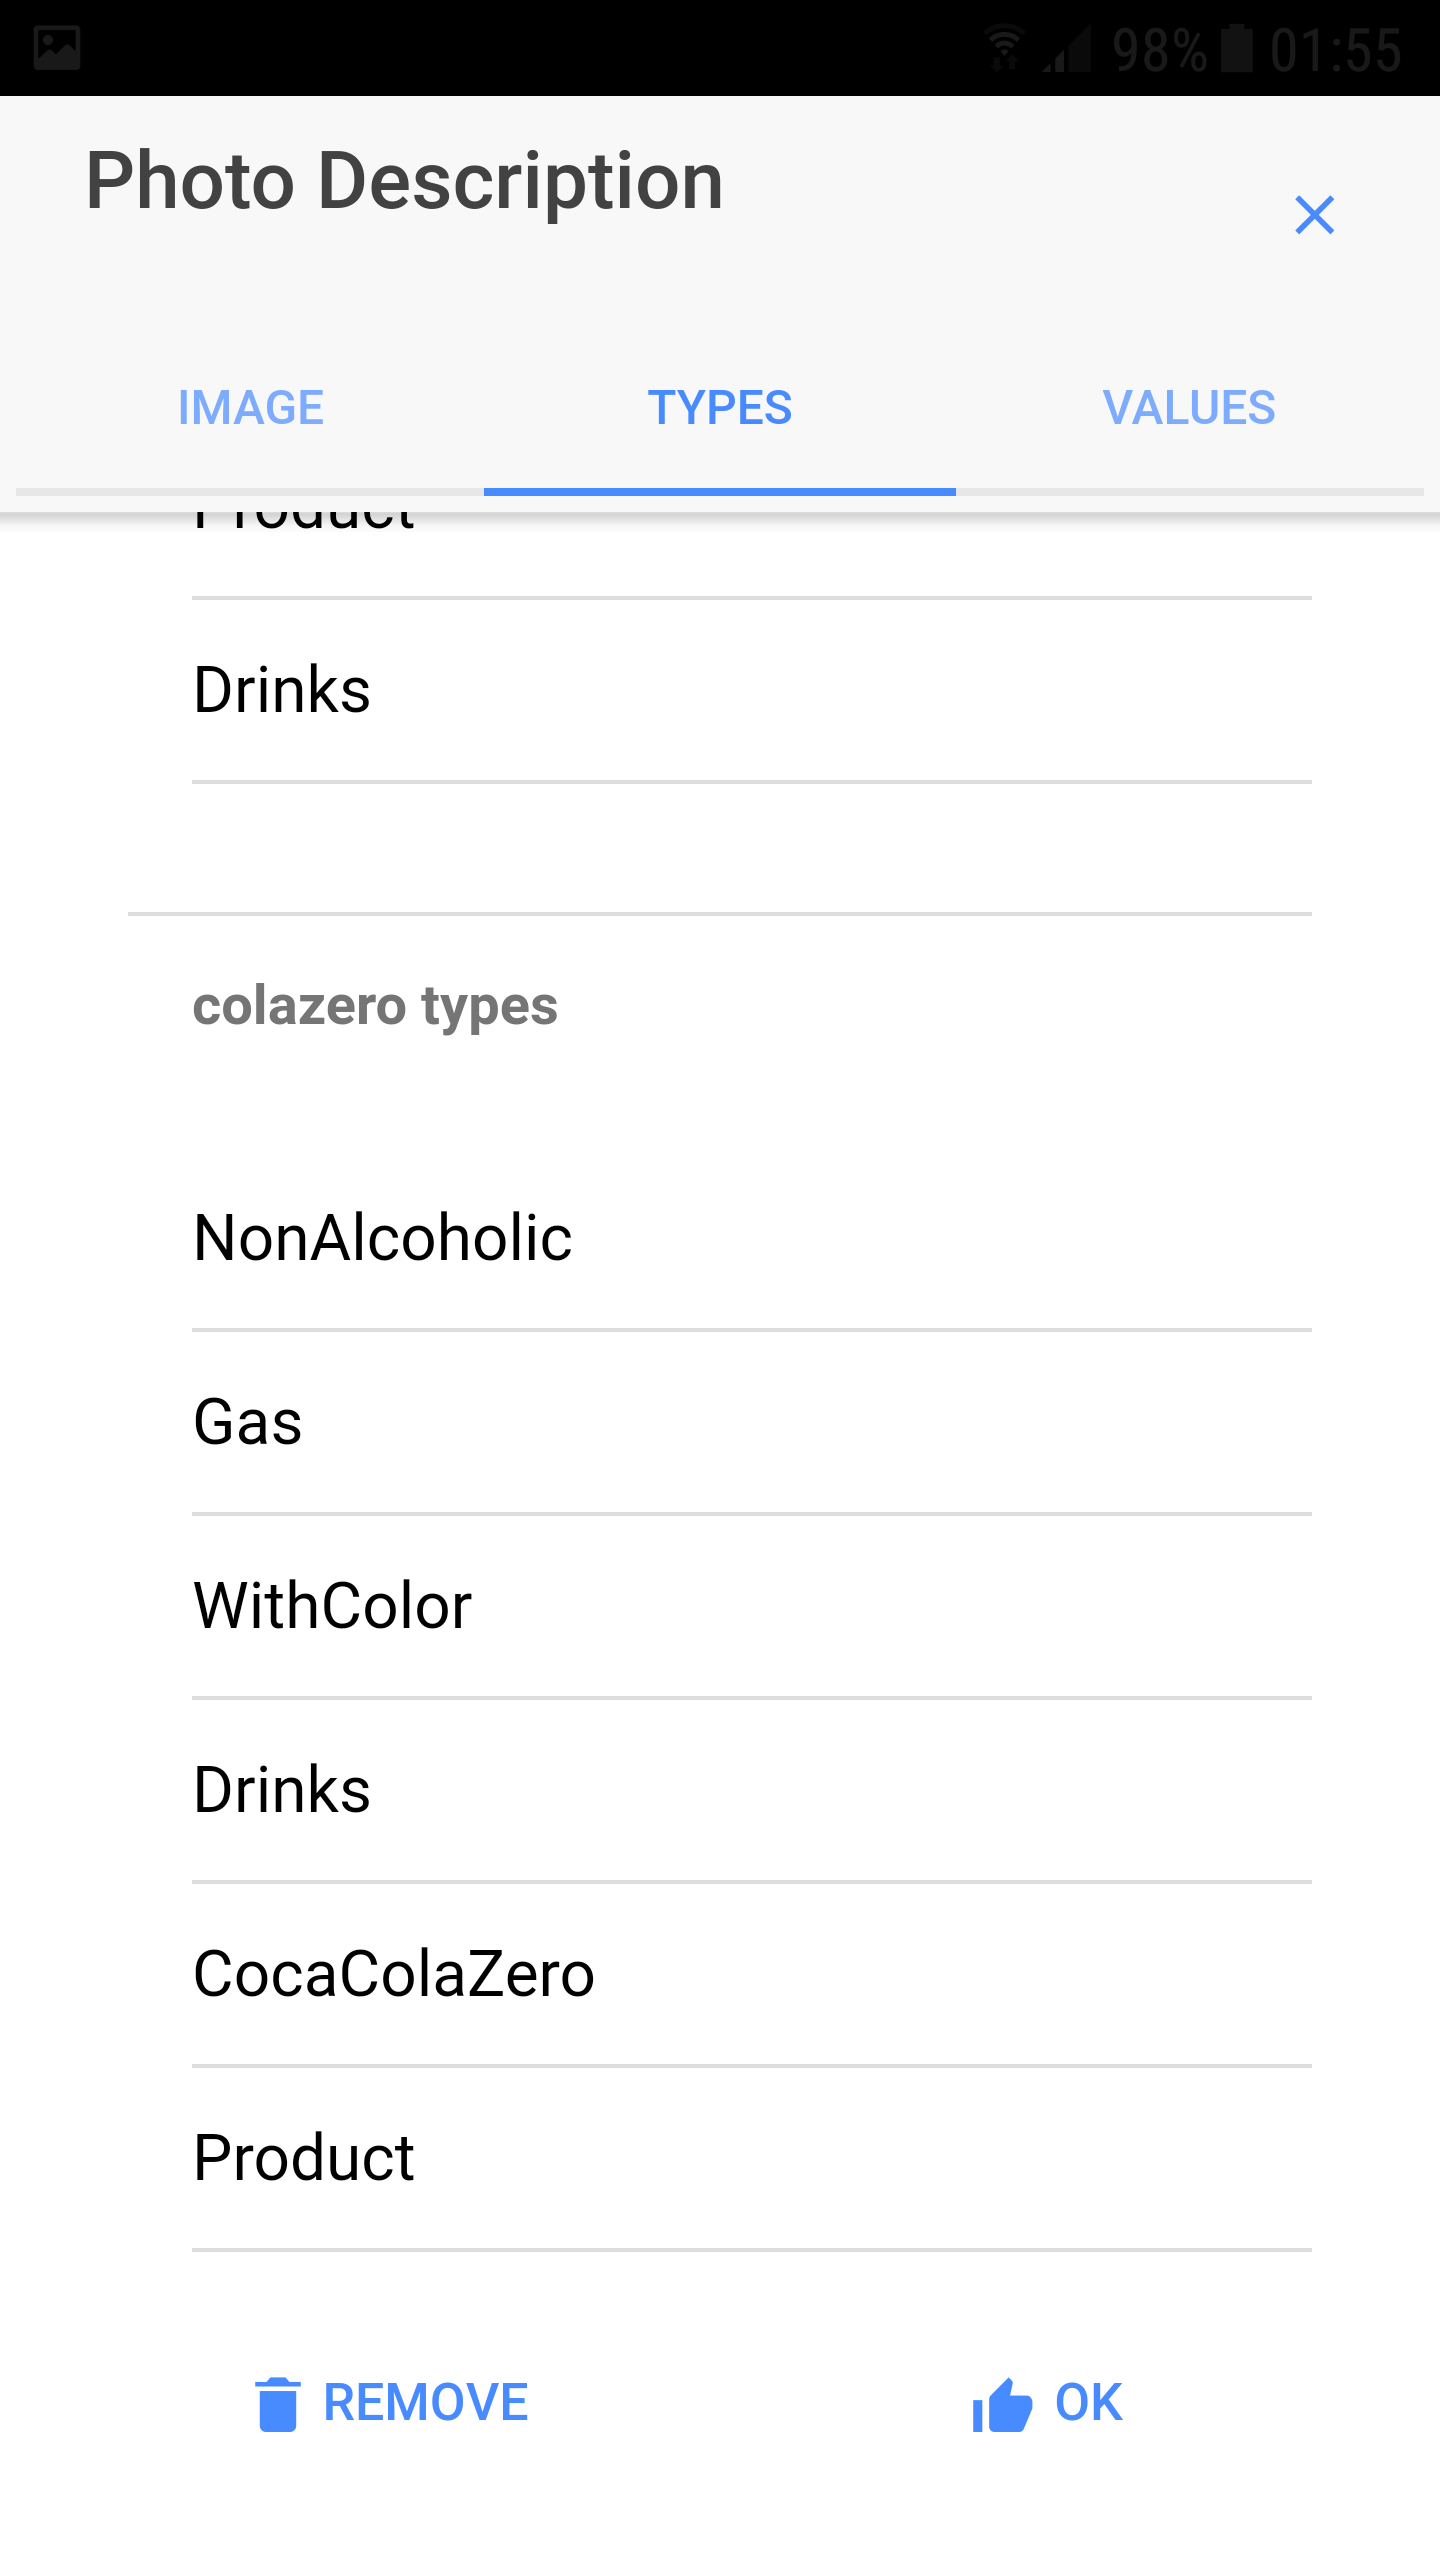 98% 01:55
Photo Description
IMAGE TYPES VALUES
Product
Drinks
colazero types
NonAlcoholic
Gas
WithColor
Drinks
CocaColaZero
Product
REMOVE OK